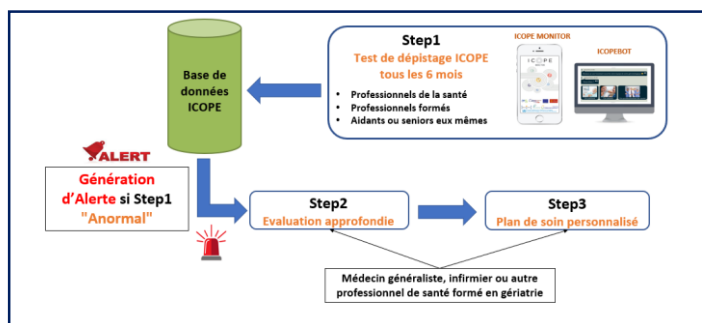 Step1
Test de dépistage ICOPE
tous les 6 mois
• Professionnels de la santé
• Professionnels formés
• Aidants ou seniors eux mêmes
ICOPE MONITOR
ICOPEBOT
ICOPE
Base de
données
ICOPE
ALERT
Génération
d'Alerte si Step1
"Anormal"
Step2
Evaluation approfondie
Step3
Plan de soin personnalisé
Médecin généraliste, infirmier ou autre
professionnel de santé formé en gériatrie